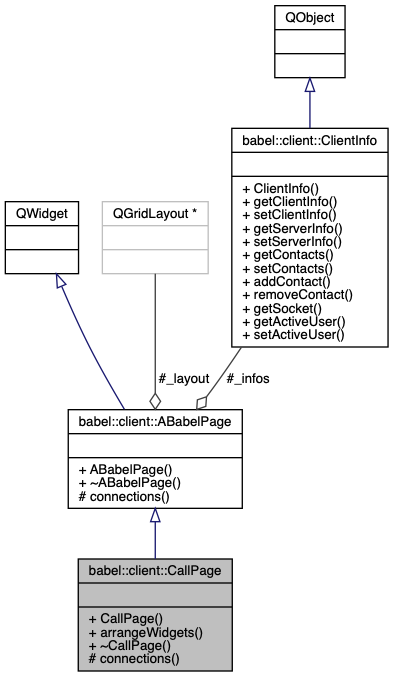 QObject
babel::client::ClientInfo
+ ClientInfo()
+ getClientInfo()
+ setClientInfo()
+ getServerInfo()
+ setServerInfo()
+ getContacts()
+ setContacts()
+ addContact()
+ removeContact()
+ getSocket()
+ getActiveUser()
+ setActiveUser()
QWidget
QGridLayout *
#_layout
#_infos
babel::client::ABabelPage
+ ABabelPage()
+ ~ABabelPage()
# connections()
babel::client::CallPage
+ CallPage()
+ arrangeWidgets()
+ ~CallPage()
# connections()